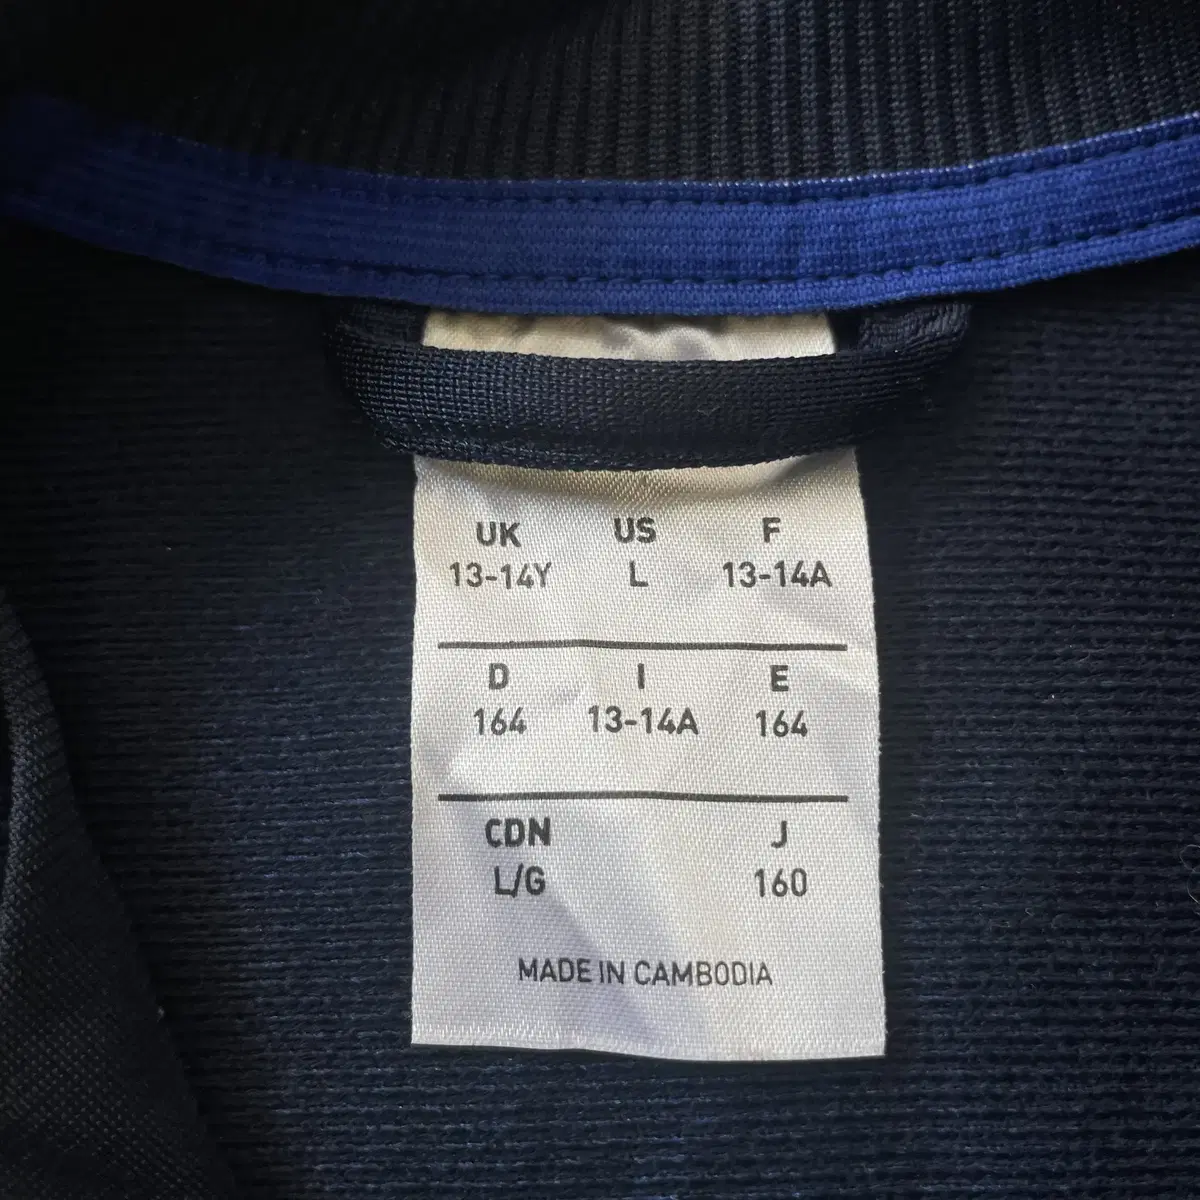 UK US F
13-14Y L 13-14A
D I E
164 13-14A 164
CDN J
L/G 160
MADE IN CAMBODIA